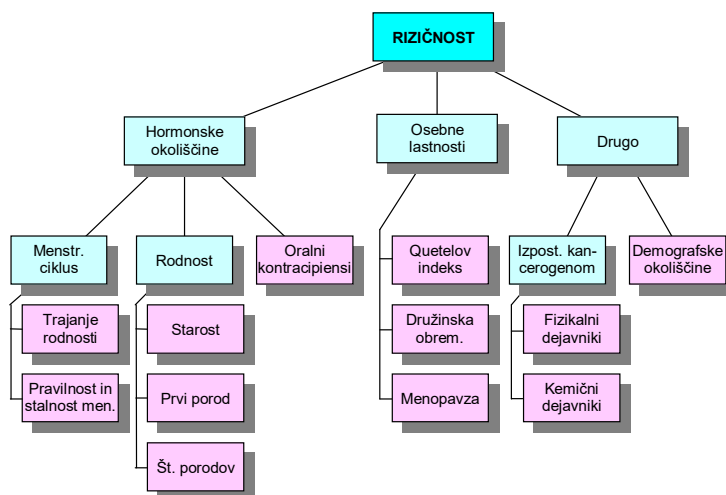 RIZIČNOST
Hormonske
okoliščine
Osebne
lastnosti
Drugo
Menstr.
ciklus
Rodnost
Oralni
kontracipiensi
Quetelov
indeks
Izpost. kan-
cerogenom
Demografske
okoliščine
Trajanje
rodnosti
Starost
Družinska
obrem.
Fizikalni
dejavniki
Pravilnost in
stalnost men.
Prvi porod
Menopavza
Kemični
dejavniki
Št. porodov